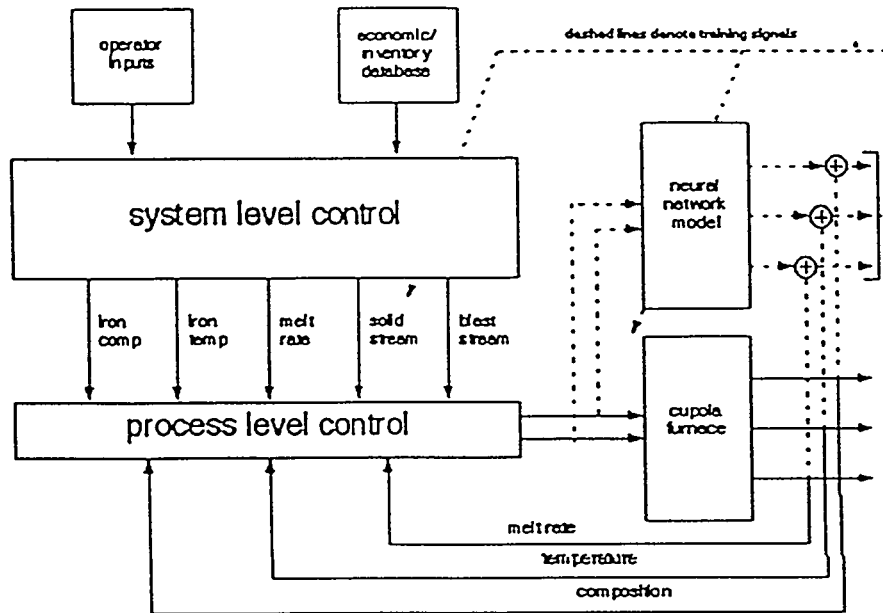 operator
inputs
economic/
inventory
database
dashed lines denote training signals
system level control
neural
network
model
iron
comp
iron
temp
melt
rate
solid
stream
blast
stream
process level control
cupola
furnace
melt rate
temperature
composition